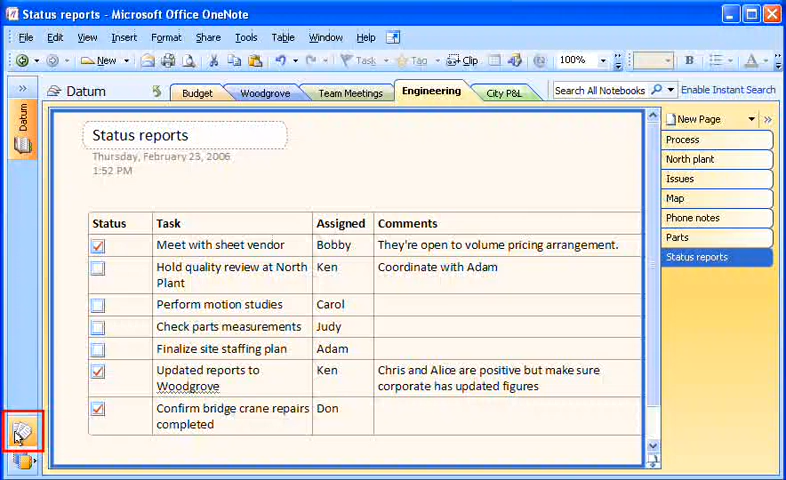 Status reports - Microsoft Office OneNote
File Edit View Insert Format Share Tools Table Window Help
New Task Tag Clip 100% B
Datum Budget Woodgrove Team Meetings Engineering City P&L Search All Notebooks Enable Instant Search
Datum
Status reports
Thursday, February 23, 2006
1:52 PM
Status Task Assigned Comments
Meet with sheet vendor Bobby They're open to volume pricing arrangement.
Hold quality review at North Ken Coordinate with Adam
Plant
Perform motion studies Carol
Check parts measurements Judy
Finalize site staffing plan Adam
Updated reports to Ken Chris and Alice are positive but make sure
Woodgrove corporate has updated figures
Confirm bridge crane repairs Don
completed
New Page
Process
North plant
Issues
Map
Phone notes
Parts
Status reports